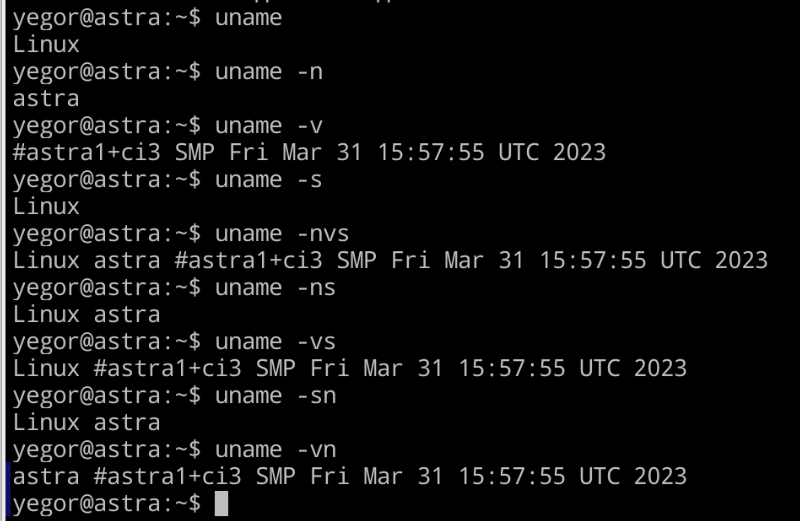 yegor@astra:~$ uname
Linux
yegor@astra:~$ uname -n
astra
yegor@astra:~$ uname -v
#astra1+ci3 SMP Fri Mar 31 15:57:55 UTC 2023
yegor@astra:~$ uname -s
Linux
yegor@astra:~$ uname -nvs
Linux astra #astra1+ci3 SMP Fri Mar 31 15:57:55 UTC 2023
yegor@astra:~$ uname -ns
Linux astra
yegor@astra:~$ uname -vs
Linux #astra1+ci3 SMP Fri Mar 31 15:57:55 UTC 2023
yegor@astra:~$ uname -sn
Linux astra
yegor@astra:~$ uname -vn
astra #astra1+ci3 SMP Fri Mar 31 15:57:55 UTC 2023
yegor@astra:~$